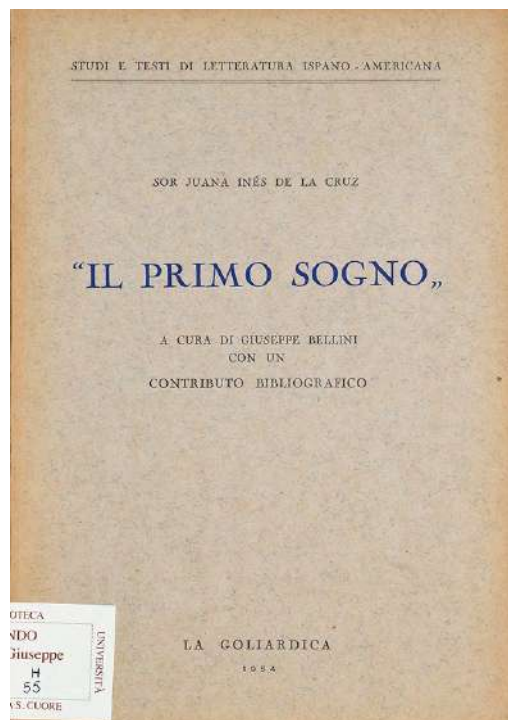 STUDI E TESTI DI LETTERATURA ISPANO-AMERICANA
SOR JUANA INÉS DE LA CRUZ
“IL PRIMO SOGNO„
A CURA DI GIUSEPPE BELLINI
CON UN
CONTRIBUTO BIBLIOGRAFICO
LA GOLIARDICA
1954
OTECA
NDO
Giuseppe
H
55
S. CUORE
UNIVERSITÀ